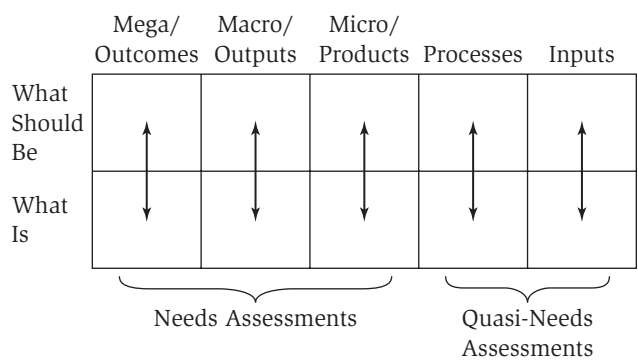 Mega/ Macro/ Micro/
Outcomes Outputs Products Processes Inputs
What
Should
Be
What
Is
Needs Assessments Quasi-Needs
Assessments